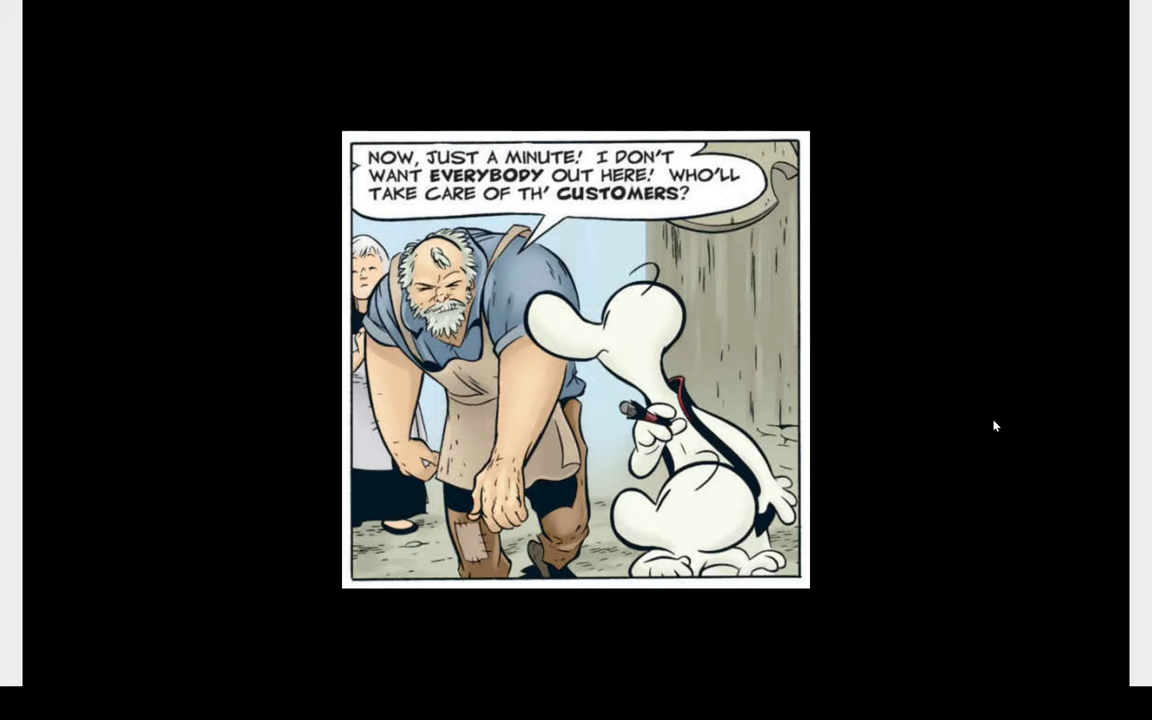 NOW, JUST A MINUTE! I DON'T
WANT EVERYBODY OUT HERE! WHO'LL
TAKE CARE OF TH' CUSTOMERS?